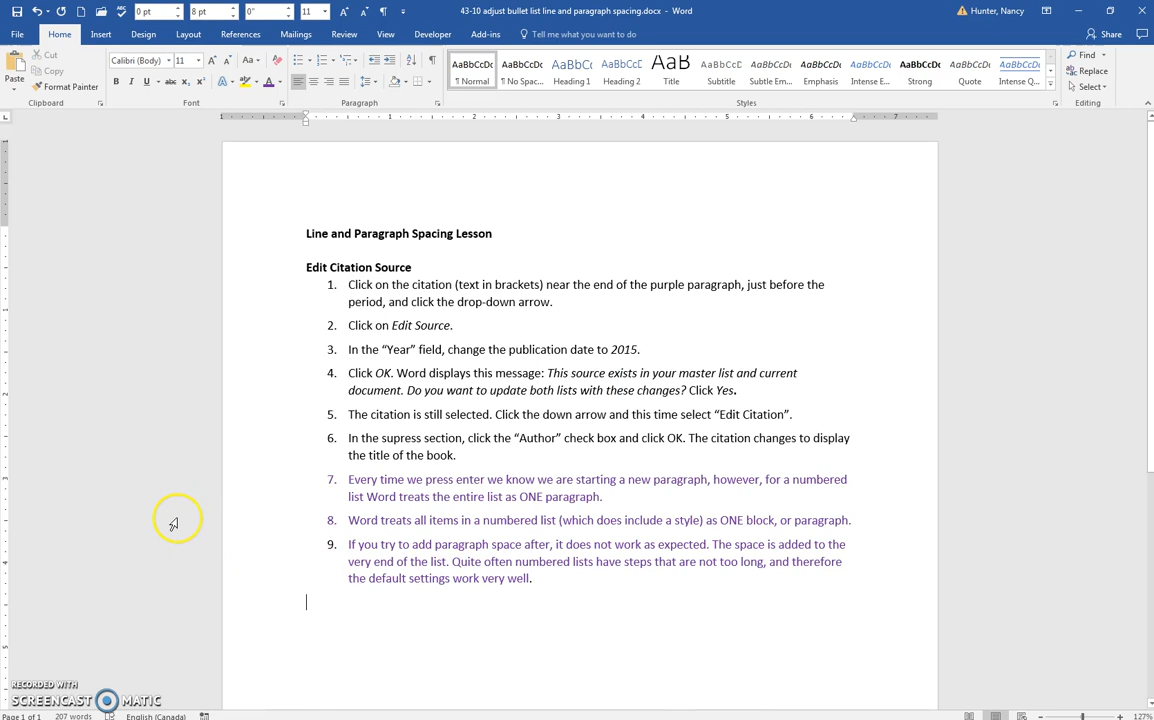 0 pt 8 pt 0" 11
43-10 adjust bullet list line and paragraph spacing.docx - Word
Hunter, Nancy
File Home Insert Design Layout References Mailings Review View Developer Add-ins Tell me what you want to do Share
Paste Cut Copy Format Painter
Calibri (Body) 11
Normal No Spac... Heading 1 Heading 2 Title Subtitle Subtle Em... Emphasis Intense E... Strong Quote Intense Q...
Find Replace Select
Clipboard Font Paragraph Styles Editing
Line and Paragraph Spacing Lesson
Edit Citation Source
1. Click on the citation (text in brackets) near the end of the purple paragraph, just before the
period, and click the drop-down arrow.
2. Click on Edit Source.
3. In the “Year” field, change the publication date to 2015.
4. Click OK. Word displays this message: This source exists in your master list and current
document. Do you want to update both lists with these changes? Click Yes.
5. The citation is still selected. Click the down arrow and this time select “Edit Citation”.
6. In the supress section, click the “Author” check box and click OK. The citation changes to display
the title of the book.
7. Every time we press enter we know we are starting a new paragraph, however, for a numbered
list Word treats the entire list as ONE paragraph.
8. Word treats all items in a numbered list (which does include a style) as ONE block, or paragraph.
9. If you try to add paragraph space after, it does not work as expected. The space is added to the
very end of the list. Quite often numbered lists have steps that are not too long, and therefore
the default settings work very well.
RECORDED WITH
SCREENCAST MATIC
Page 1 of 1 207 words English (Canada) 127%